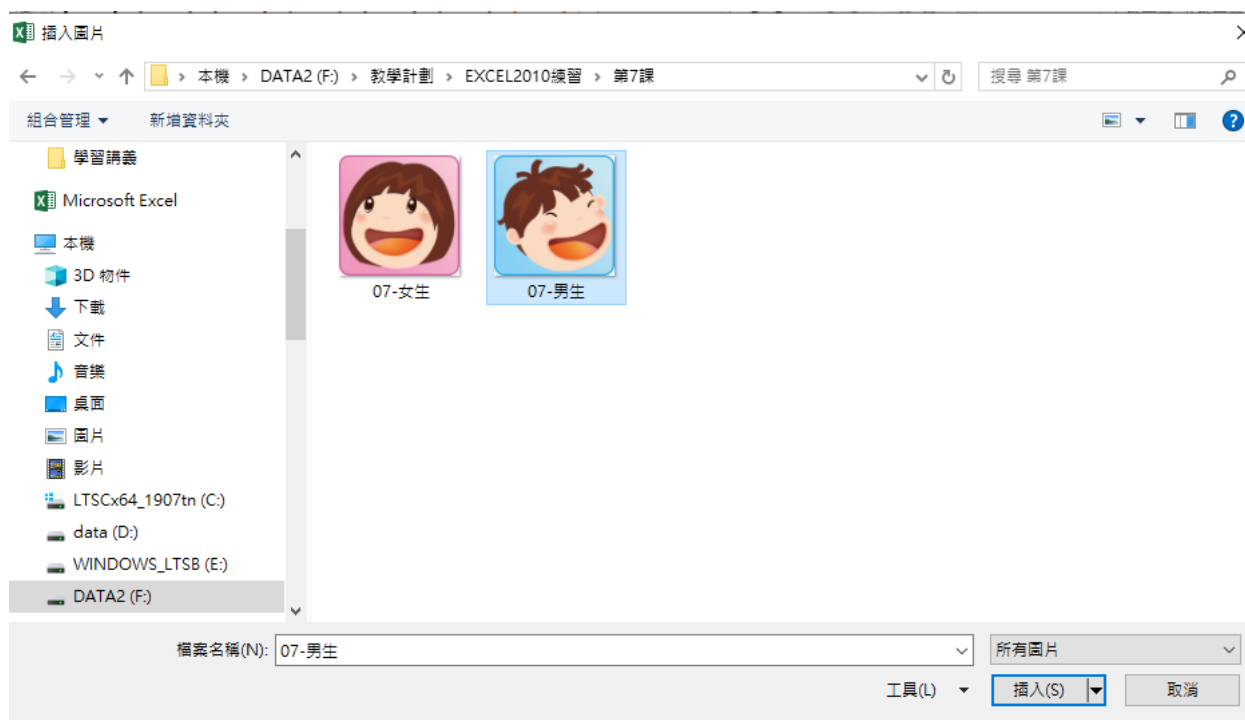 插入圖片
本機 › DATA2 (F:) › 教學計劃 › EXCEL2010練習 › 第7課
搜尋 第7課
組合管理 新增資料夾
學習講義
Microsoft Excel
本機
3D 物件
下載
文件
音樂
桌面
圖片
影片
LTSCx64_1907tn (C:)
data (D:)
WINDOWS_LTSB (E:)
DATA2 (F:)
07-女生
07-男生
檔案名稱(N): 07-男生
所有圖片
工具(L) 插入(S) 取消